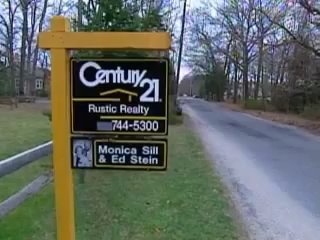 Century 21
Rustic Realty
744-5300
Monica Sill
& Ed Stein